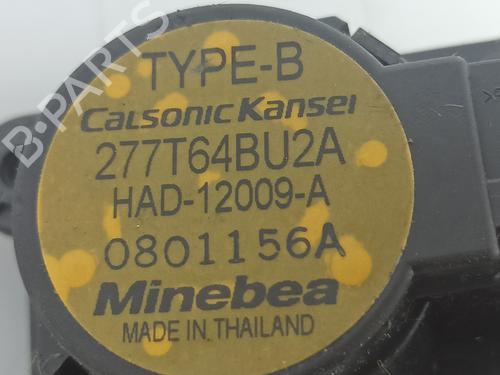 TYPE-B
CALSONIC KANSEI
277T64BU2A
HAD-12009-A
0801156A
Minebea
MADE IN THAILAND
B-PARTS